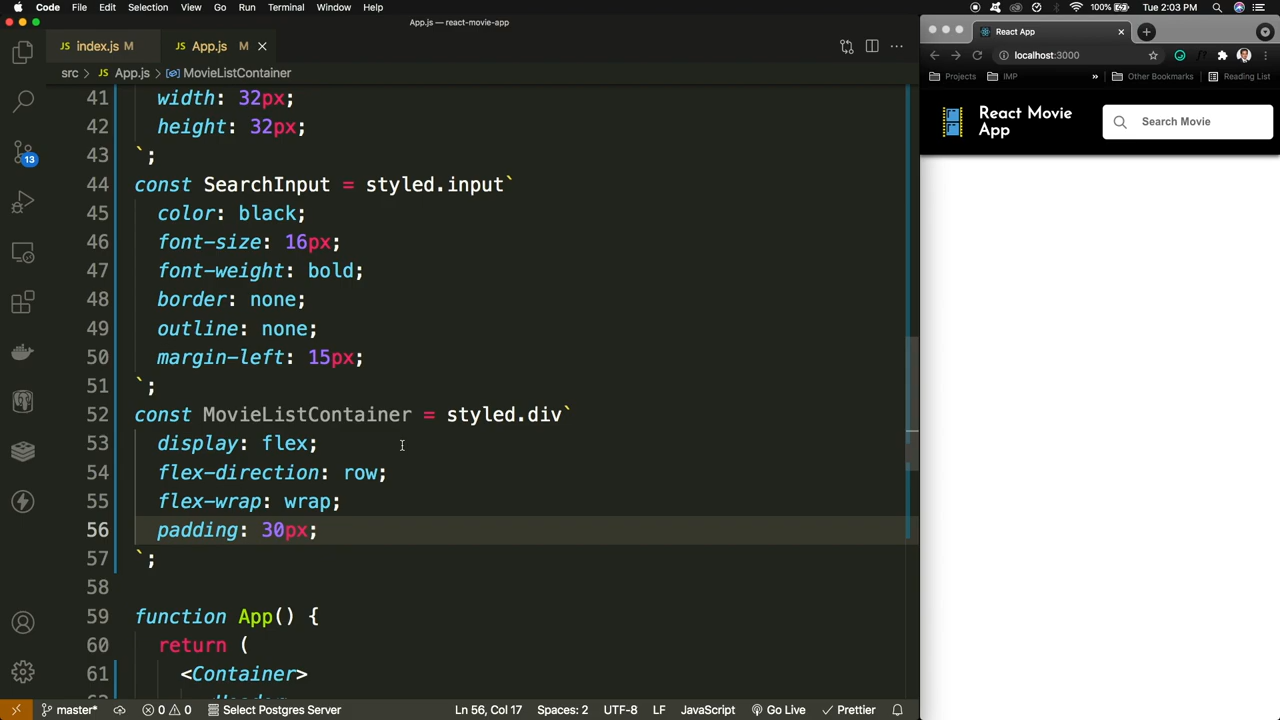 Code File Edit Selection View Go Run Terminal Window Help 100% Tue 2:03 PM
App.js — react-movie-app
JS index.js M JS App.js M
src > JS App.js > MovieListContainer
41 width: 32px;
42 height: 32px;
43 `;
44 const SearchInput = styled.input`
45 color: black;
46 font-size: 16px;
47 font-weight: bold;
48 border: none;
49 outline: none;
50 margin-left: 15px;
51 `;
52 const MovieListContainer = styled.div`
53 display: flex;
54 flex-direction: row;
55 flex-wrap: wrap;
56 padding: 30px;
57 `;
58
59 function App() {
60 return (
61 <Container>
13
master* 0 0 Select Postgres Server Ln 56, Col 17 Spaces: 2 UTF-8 LF JavaScript Go Live Prettier
React App
localhost:3000
Projects IMP » Other Bookmarks Reading List
React Movie
App
Search Movie